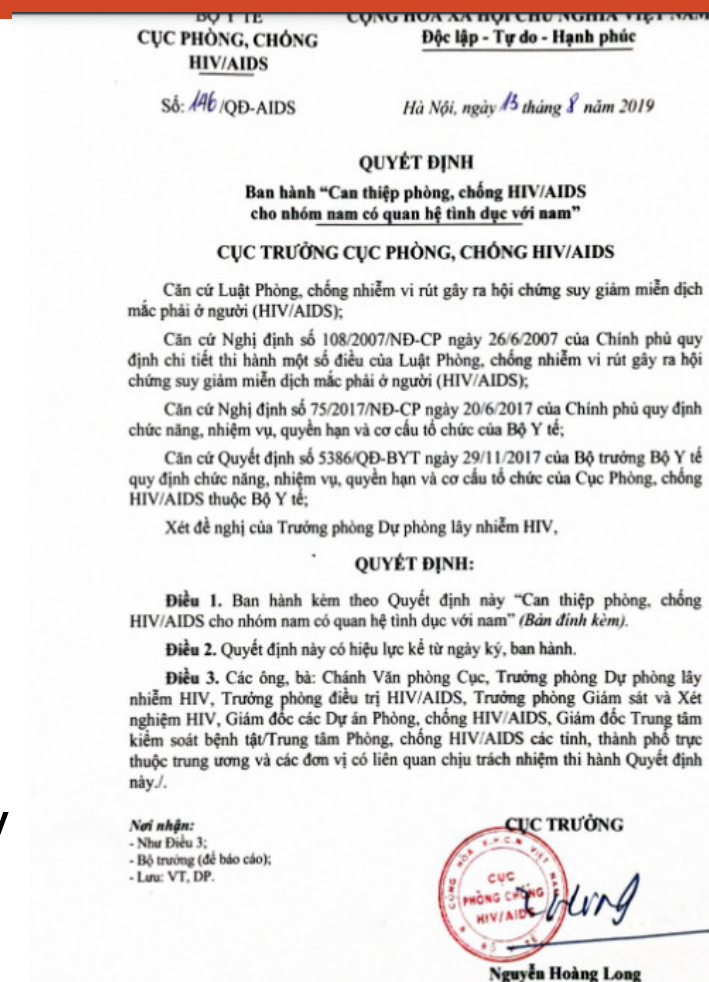 BỘ Y TẾ
CỘNG HÒA XÃ HỘI CHỦ NGHĨA VIỆT NAM
CỤC PHÒNG, CHỐNG
HIV/AIDS
Độc lập - Tự do - Hạnh phúc
Số: 146 /QĐ-AIDS
Hà Nội, ngày 13 tháng 8 năm 2019
QUYẾT ĐỊNH
Ban hành “Can thiệp phòng, chống HIV/AIDS
cho nhóm nam có quan hệ tình dục với nam”
CỤC TRƯỞNG CỤC PHÒNG, CHỐNG HIV/AIDS
Căn cứ Luật Phòng, chống nhiễm vi rút gây ra hội chứng suy giảm miễn dịch
mắc phải ở người (HIV/AIDS);
Căn cứ Nghị định số 108/2007/NĐ-CP ngày 26/6/2007 của Chính phủ quy
định chi tiết thi hành một số điều của Luật Phòng, chống nhiễm vi rút gây ra hội
chứng suy giảm miễn dịch mắc phải ở người (HIV/AIDS);
Căn cứ Nghị định số 75/2017/NĐ-CP ngày 20/6/2017 của Chính phủ quy định
chức năng, nhiệm vụ, quyền hạn và cơ cấu tổ chức của Bộ Y tế;
Căn cứ Quyết định số 5386/QĐ-BYT ngày 29/11/2017 của Bộ trưởng Bộ Y tế
quy định chức năng, nhiệm vụ, quyền hạn và cơ cấu tổ chức của Cục Phòng, chống
HIV/AIDS thuộc Bộ Y tế;
Xét đề nghị của Trưởng phòng Dự phòng lây nhiễm HIV,
QUYẾT ĐỊNH:
Điều 1. Ban hành kèm theo Quyết định này “Can thiệp phòng, chống
HIV/AIDS cho nhóm nam có quan hệ tình dục với nam” (Bản đính kèm).
Điều 2. Quyết định này có hiệu lực kể từ ngày ký, ban hành.
Điều 3. Các ông, bà: Chánh Văn phòng Cục, Trưởng phòng Dự phòng lây
nhiễm HIV, Trưởng phòng điều trị HIV/AIDS, Trưởng phòng Giám sát và Xét
nghiệm HIV, Giám đốc các Dự án Phòng, chống HIV/AIDS, Giám đốc Trung tâm
kiểm soát bệnh tật/Trung tâm Phòng, chống HIV/AIDS các tỉnh, thành phố trực
thuộc trung ương và các đơn vị có liên quan chịu trách nhiệm thi hành Quyết định
này./.
Nơi nhận:
- Như Điều 3;
- Bộ trưởng (để báo cáo);
- Lưu: VT, DP.
CỤC TRƯỞNG
CỘNG HÒA X.H.C.N VIỆT NAM
CỤC
PHÒNG CHỐNG
HIV/AIDS
Nguyễn Hoàng Long